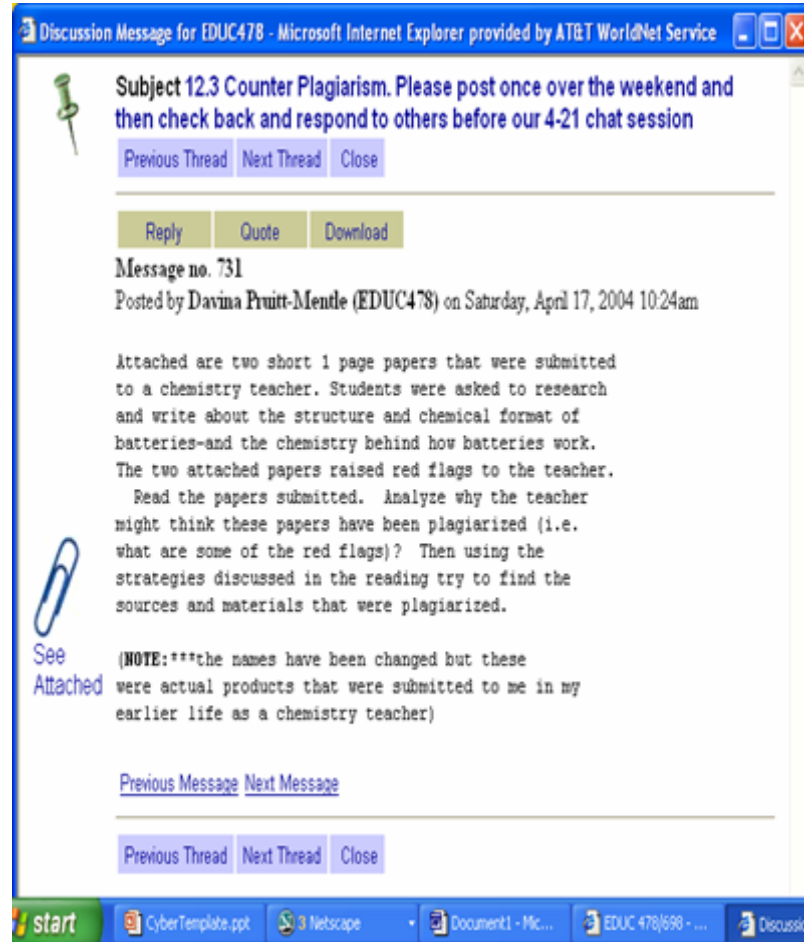 Discussion Message for EDUC478 - Microsoft Internet Explorer provided by AT&T WorldNet Service
Subject 12.3 Counter Plagiarism. Please post once over the weekend and
then check back and respond to others before our 4-21 chat session
Previous Thread Next Thread Close
Reply Quote Download
Message no. 731
Posted by Davina Pruitt-Mentle (EDUC478) on Saturday, April 17, 2004 10:24am
Attached are two short 1 page papers that were submitted
to a chemistry teacher. Students were asked to research
and write about the structure and chemical format of
batteries-and the chemistry behind how batteries work.
The two attached papers raised red flags to the teacher.
Read the papers submitted. Analyze why the teacher
might think these papers have been plagiarized (i.e.
what are some of the red flags)? Then using the
strategies discussed in the reading try to find the
sources and materials that were plagiarized.
See
Attached
(NOTE:***the names have been changed but these
were actual products that were submitted to me in my
earlier life as a chemistry teacher)
Previous Message Next Message
Previous Thread Next Thread Close
start CyberTemplate.ppt 3 Netscape Document1 - Mic... EDUC 478/698 - ... Discussio